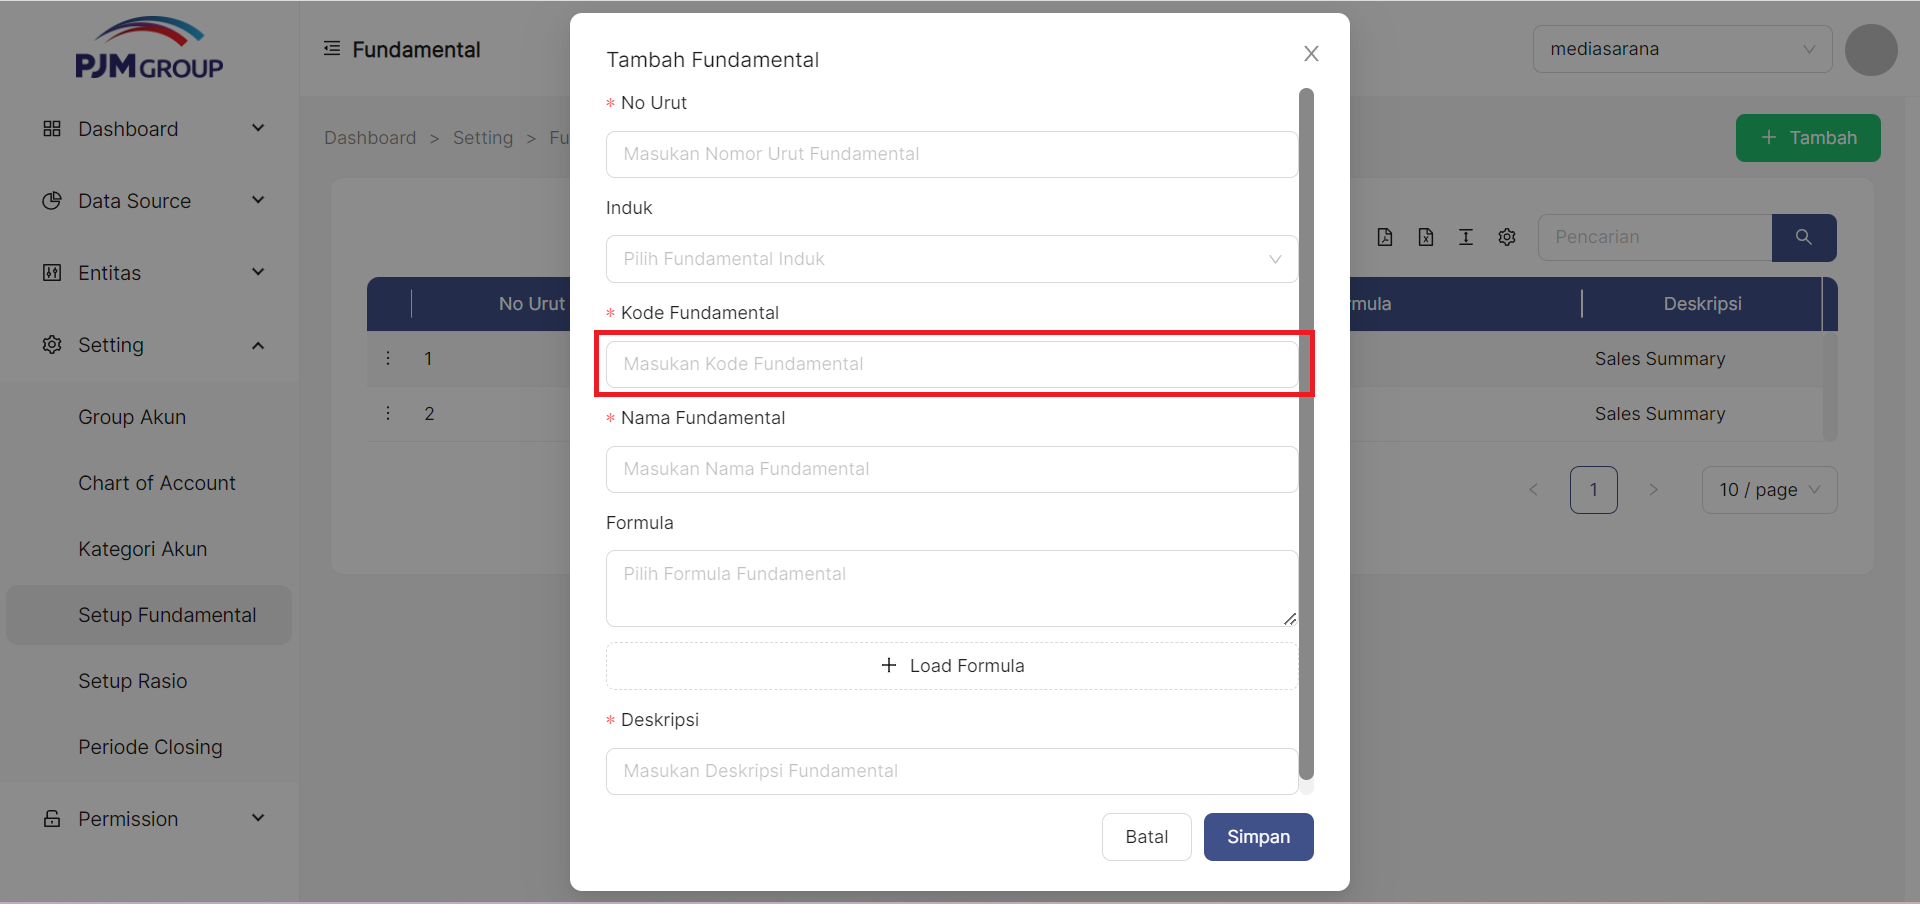 PJM GROUP
Dashboard
Data Source
Entitas
Setting
Group Akun
Chart of Account
Kategori Akun
Setup Fundamental
Setup Rasio
Periode Closing
Permission
Fundamental
mediasarana
Dashboard > Setting > Fu
+ Tambah
Pencarian
No Urut
mula
Deskripsi
1
Sales Summary
2
Sales Summary
< 1 >
10 / page
Tambah Fundamental
* No Urut
Masukan Nomor Urut Fundamental
Induk
Pilih Fundamental Induk
* Kode Fundamental
Masukan Kode Fundamental
* Nama Fundamental
Masukan Nama Fundamental
Formula
Pilih Formula Fundamental
+ Load Formula
* Deskripsi
Masukan Deskripsi Fundamental
Batal
Simpan